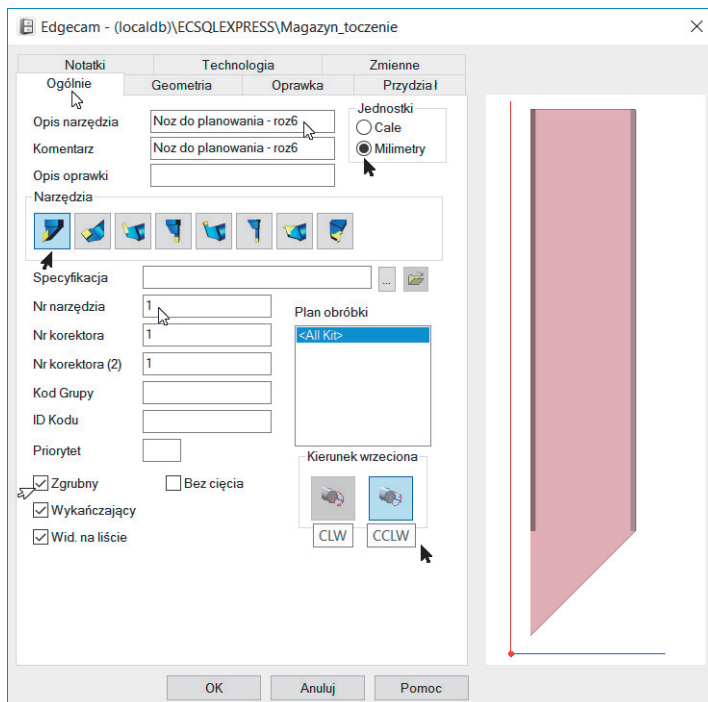 Edgecam - (localdb)\ECSQLEXPRESS\Magazyn_toczenie
Notatki Technologia Zmienne
Ogólnie Geometria Oprawka Przydział
Opis narzędzia Noz do planowania - roz6
Jednostki
Cale
Komentarz Noz do planowania - roz6
Milimetry
Opis oprawki
Narzędzia
Specyfikacja ...
Nr narzędzia 1
Plan obróbki
Nr korektora 1
<All Kit>
Nr korektora (2) 1
Kod Grupy
ID Kodu
Priorytet
Kierunek wrzeciona
Zgrubny Bez cięcia
Wykańczający
Wid. na liście
CLW CCLW
OK Anuluj Pomoc